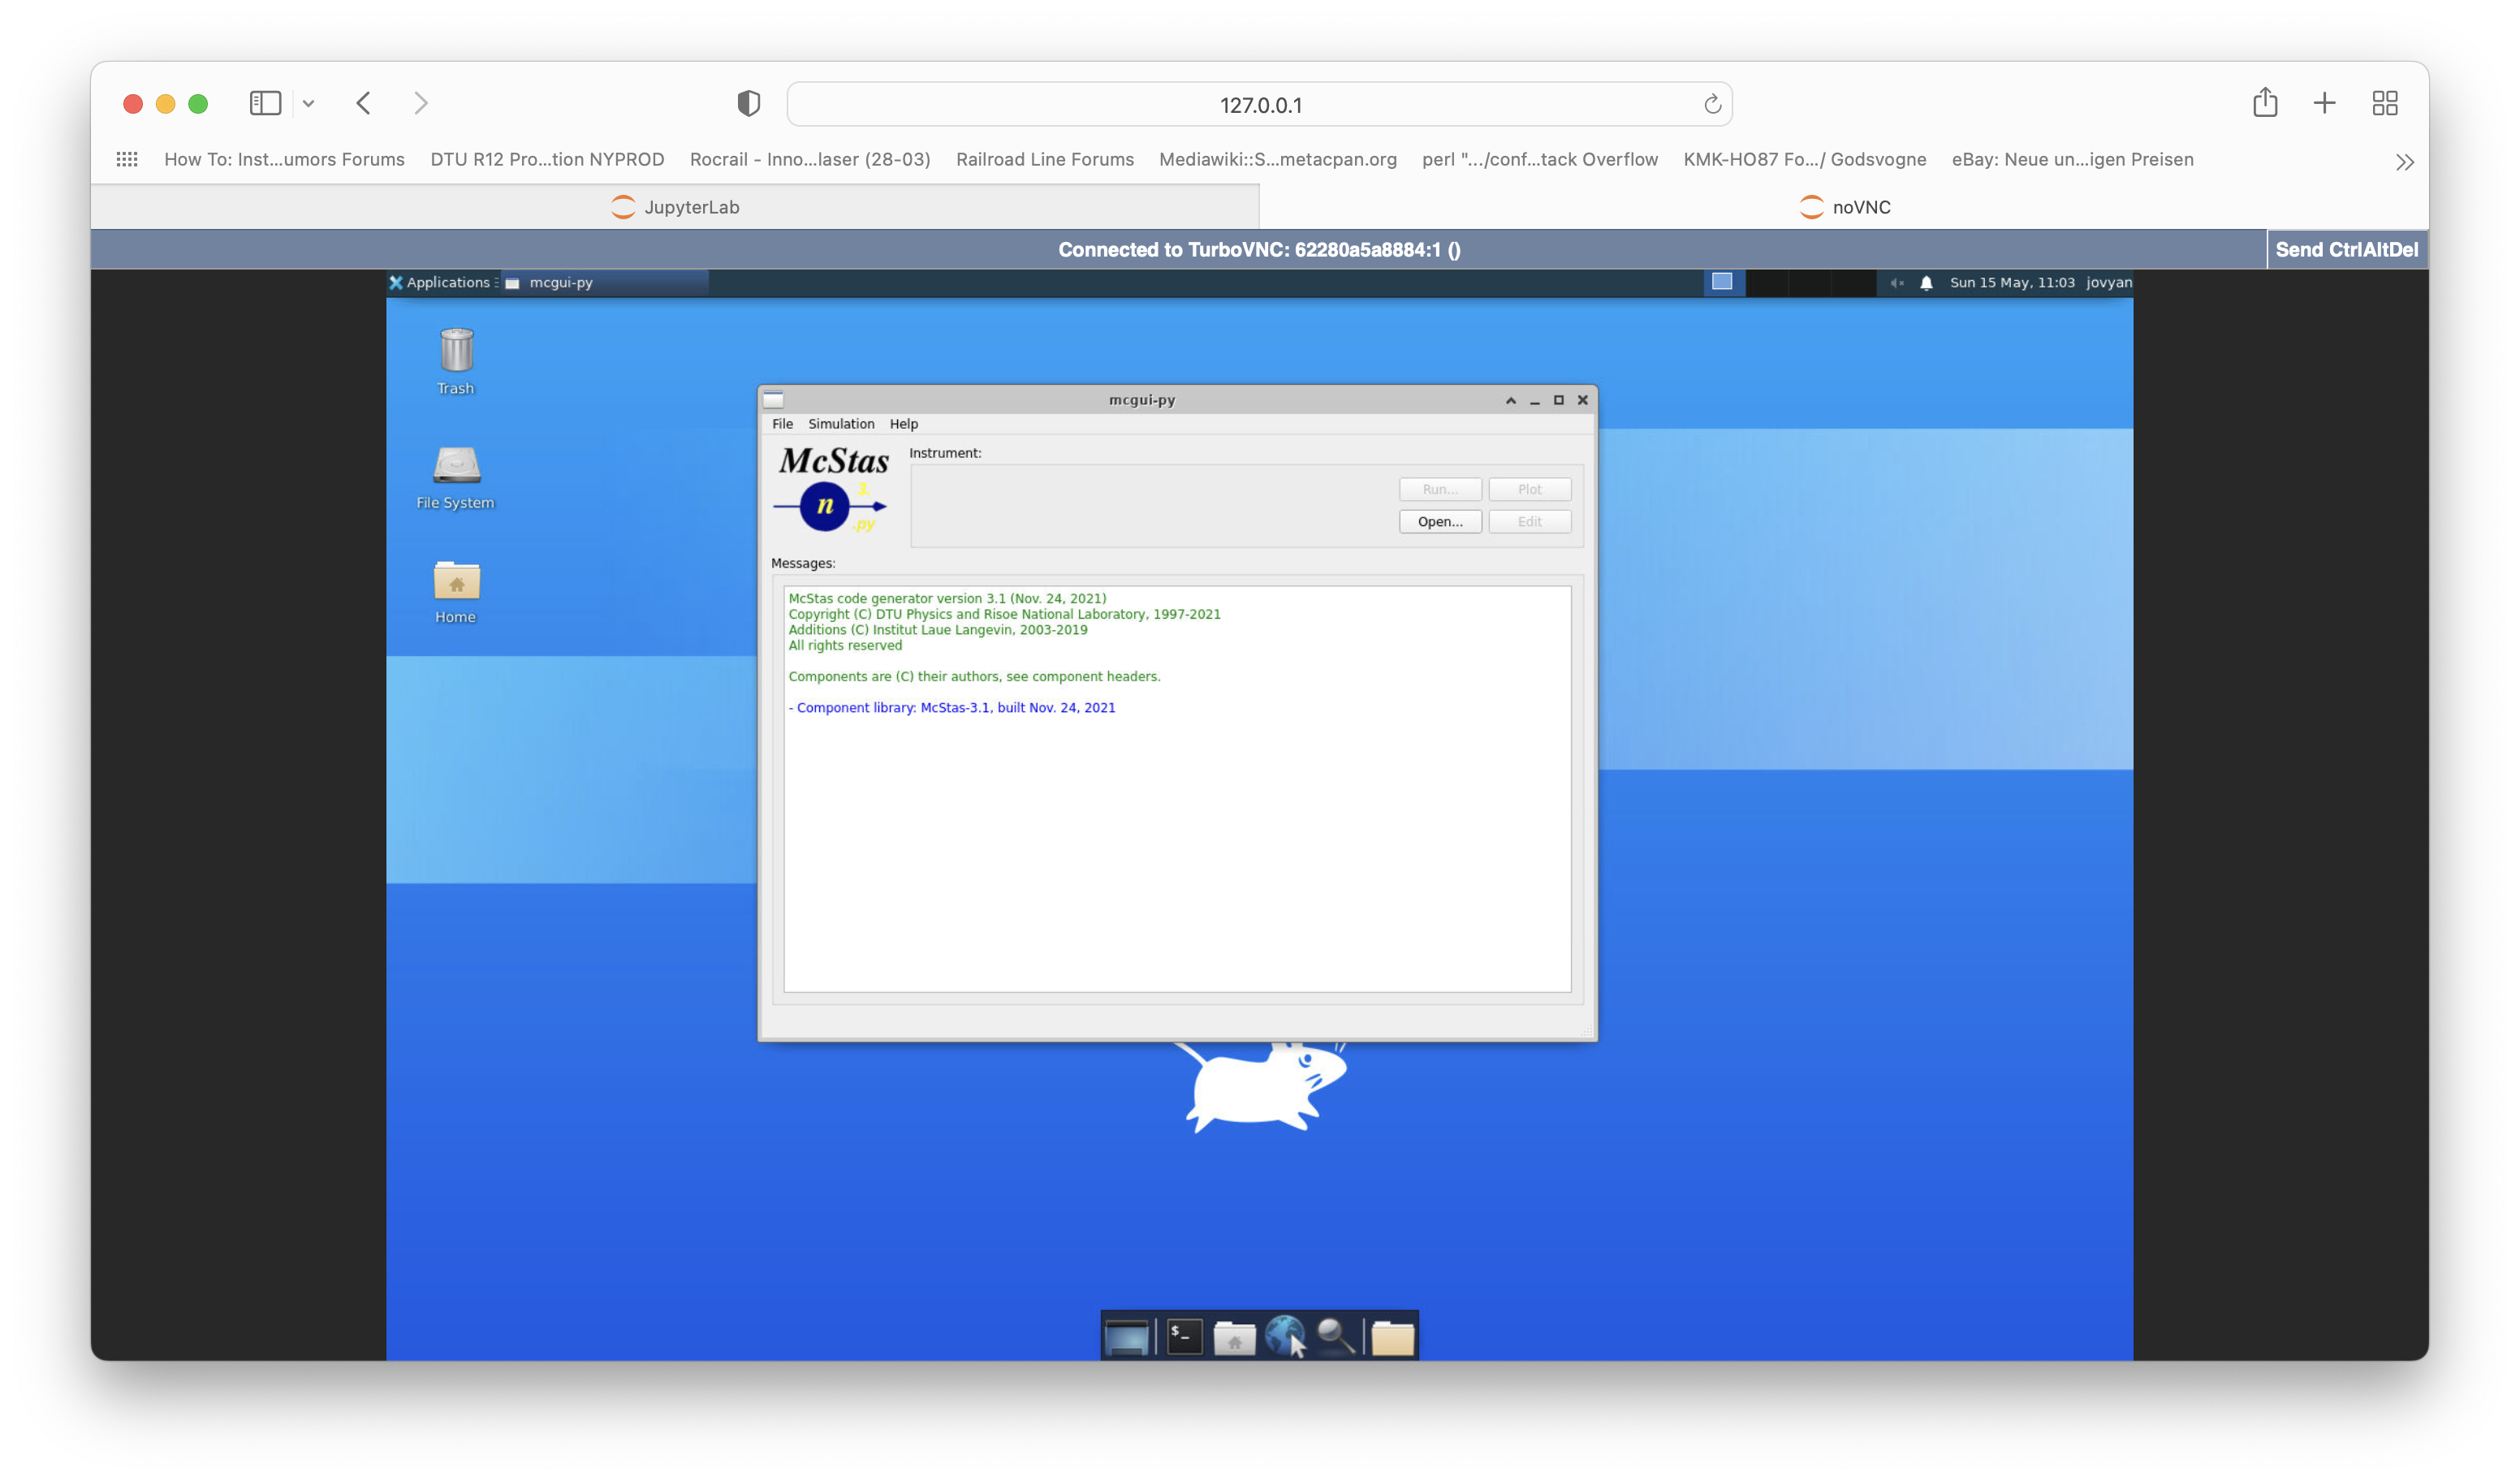 127.0.0.1
How To: Inst...umors Forums DTU R12 Pro...tion NYPROD Rocrail - Inno...laser (28-03) Railroad Line Forums Mediawiki::S...metacpan.org perl ".../conf...tack Overflow KMK-HO87 Fo.../ Godsvogne eBay: Neue un...igen Preisen
JupyterLab noVNC
Connected to TurboVNC: 62280a5a8884:1 () Send CtrlAltDel
Applications mcgui-py Sun 15 May, 11:03 jovyan
Trash
File System
Home
mcgui-py
File Simulation Help
McStas
n
3.
.py
Instrument:
Run... Plot
Open... Edit
Messages:
McStas code generator version 3.1 (Nov. 24, 2021)
Copyright (C) DTU Physics and Risoe National Laboratory, 1997-2021
Additions (C) Institut Laue Langevin, 2003-2019
All rights reserved
Components are (C) their authors, see component headers.
- Component library: McStas-3.1, built Nov. 24, 2021
$_